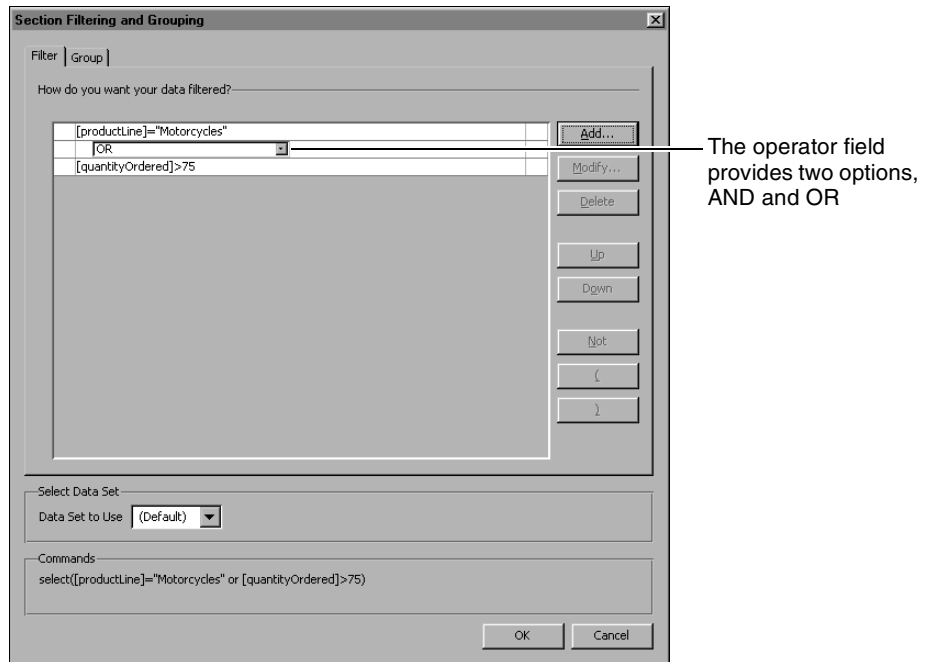 Section Filtering and Grouping
Filter
Group
How do you want your data filtered?
[productLine]="Motorcycles"
OR
[quantityOrdered]>75
Add...
Modify...
Delete
Up
Down
Not
(
)
The operator field
provides two options,
AND and OR
Select Data Set
Data Set to Use (Default)
Commands
select([productLine]="Motorcycles" or [quantityOrdered]>75)
OK
Cancel